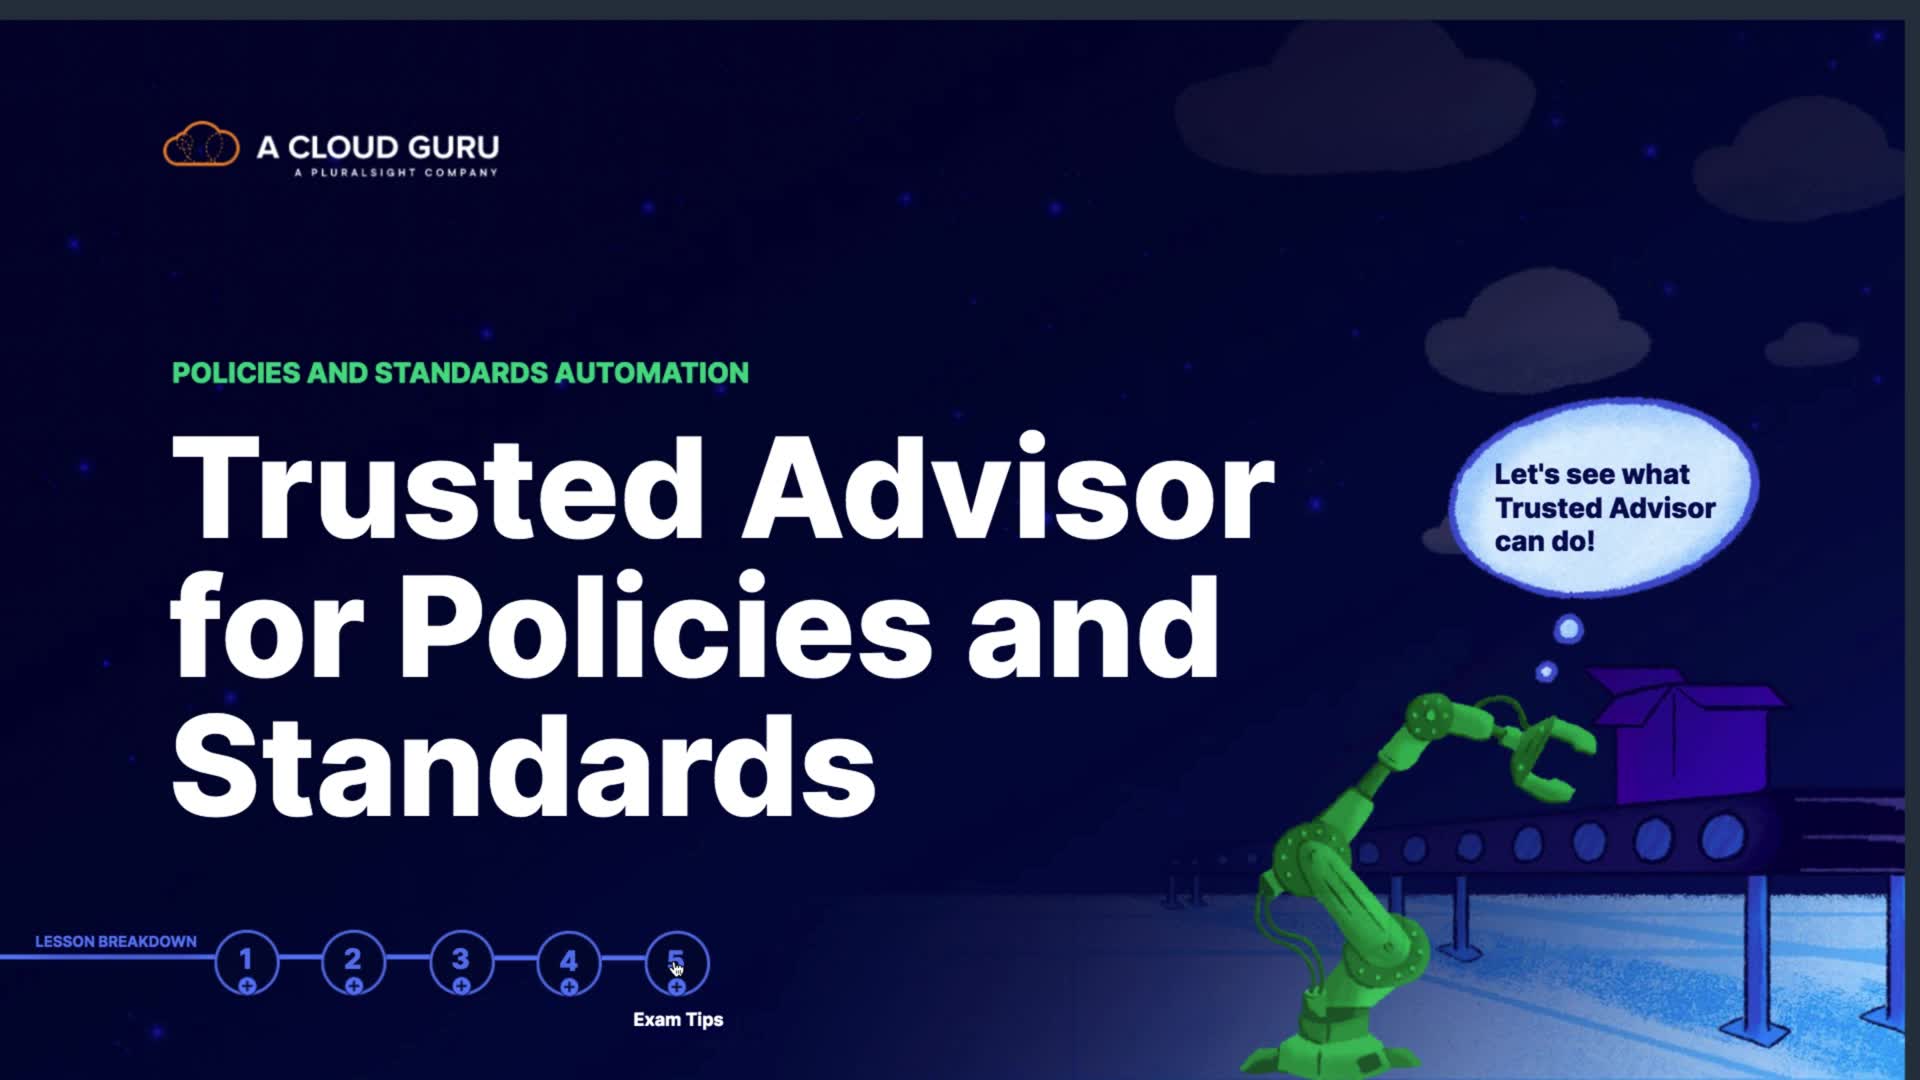 A CLOUD GURU
A PLURALSIGHT COMPANY
POLICIES AND STANDARDS AUTOMATION
Trusted Advisor
for Policies and
Standards
Let's see what
Trusted Advisor
can do!
LESSON BREAKDOWN
1 2 3 4 5
Exam Tips